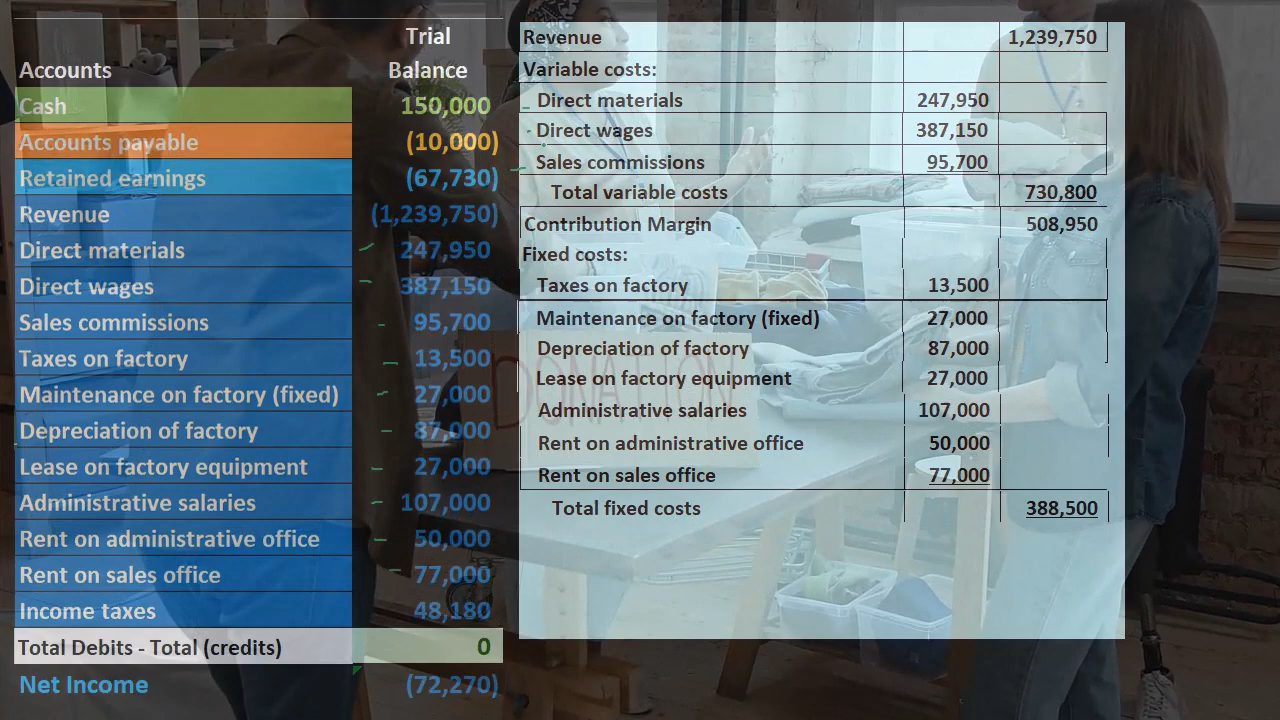 Trial
Accounts Balance
Cash 150,000
Accounts payable (10,000)
Retained earnings (67,730)
Revenue (1,239,750)
Direct materials 247,950
Direct wages 387,150
Sales commissions 95,700
Taxes on factory 13,500
Maintenance on factory (fixed) 27,000
Depreciation of factory 87,000
Lease on factory equipment 27,000
Administrative salaries 107,000
Rent on administrative office 50,000
Rent on sales office 77,000
Income taxes 48,180
Total Debits - Total (credits) 0
Net Income (72,270)
Revenue 1,239,750
Variable costs:
Direct materials 247,950
Direct wages 387,150
Sales commissions 95,700
Total variable costs 730,800
Contribution Margin 508,950
Fixed costs:
Taxes on factory 13,500
Maintenance on factory (fixed) 27,000
Depreciation of factory 87,000
Lease on factory equipment 27,000
Administrative salaries 107,000
Rent on administrative office 50,000
Rent on sales office 77,000
Total fixed costs 388,500
DONATION